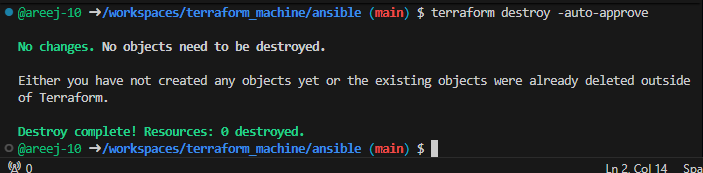 @areej-10 ➜/workspaces/terraform_machine/ansible (main) $ terraform destroy -auto-approve
No changes. No objects need to be destroyed.
Either you have not created any objects yet or the existing objects were already deleted outside
of Terraform.
Destroy complete! Resources: 0 destroyed.
@areej-10 ➜/workspaces/terraform_machine/ansible (main) $
0 Ln 2, Col 14 Spa